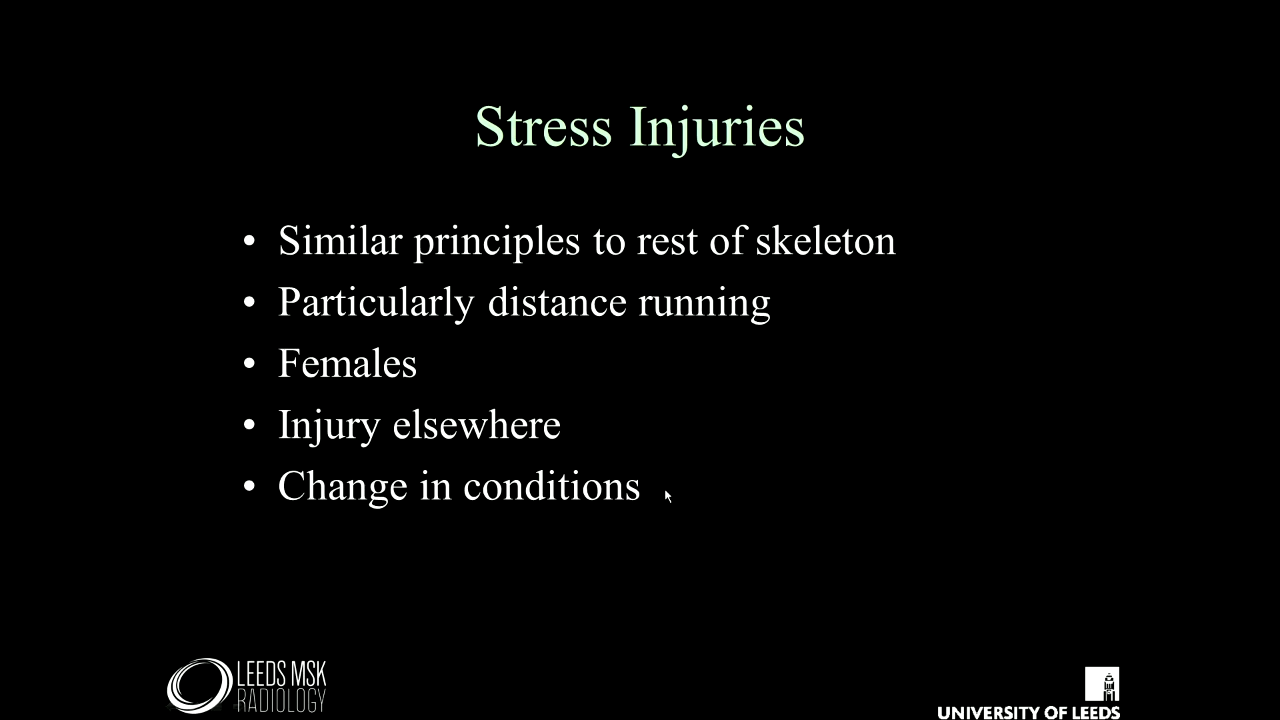 Stress Injuries
• Similar principles to rest of skeleton
• Particularly distance running
• Females
• Injury elsewhere
• Change in conditions
LEEDS MSK
RADIOLOGY
UNIVERSITY OF LEEDS